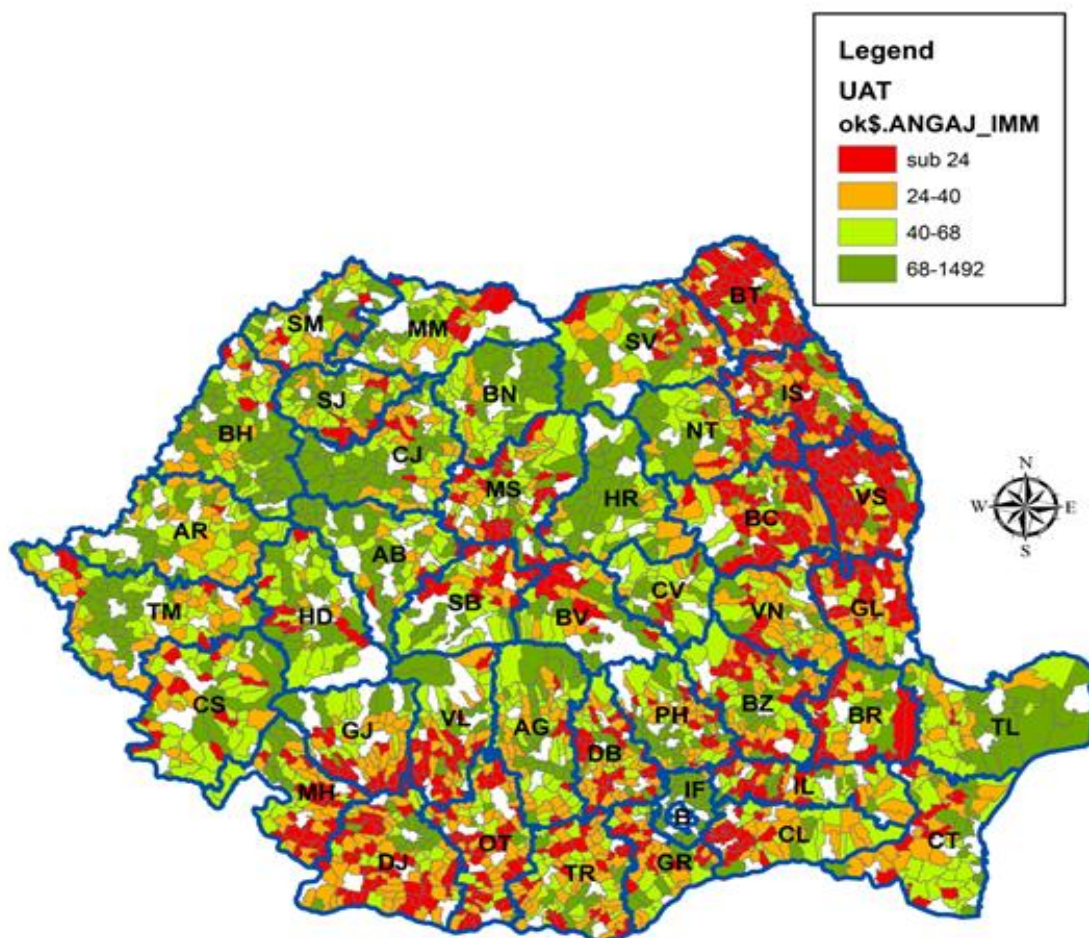 Legend
UAT
ok$.ANGAJ_IMM
sub 24
24-40
40-68
68-1492
BT
SM
MM
SV
IS
SJ
BN
BH
NT
CJ
MS
HR
VS
BC
AR
AB
N
W
E
S
TM
HD
SB
BV
CV
VN
GL
CS
GJ
VL
AG
PH
BZ
BR
TL
DB
MH
IF
IL
B
CL
CT
OT
DJ
TR
GR